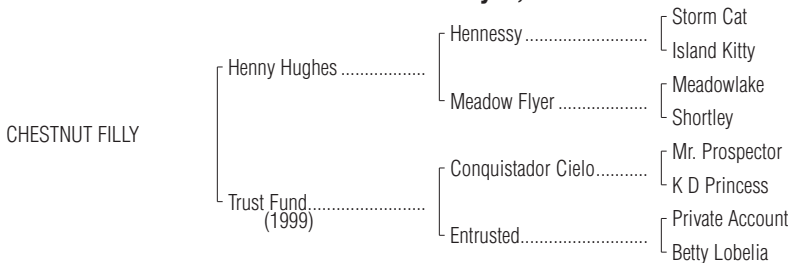 Storm Cat
Hennessy
Island Kitty
Henny Hughes
Meadowlake
Meadow Flyer
Shortley
CHESTNUT FILLY
Mr. Prospector
Conquistador Cielo
K D Princess
Trust Fund
(1999)
Private Account
Entrusted
Betty Lobelia